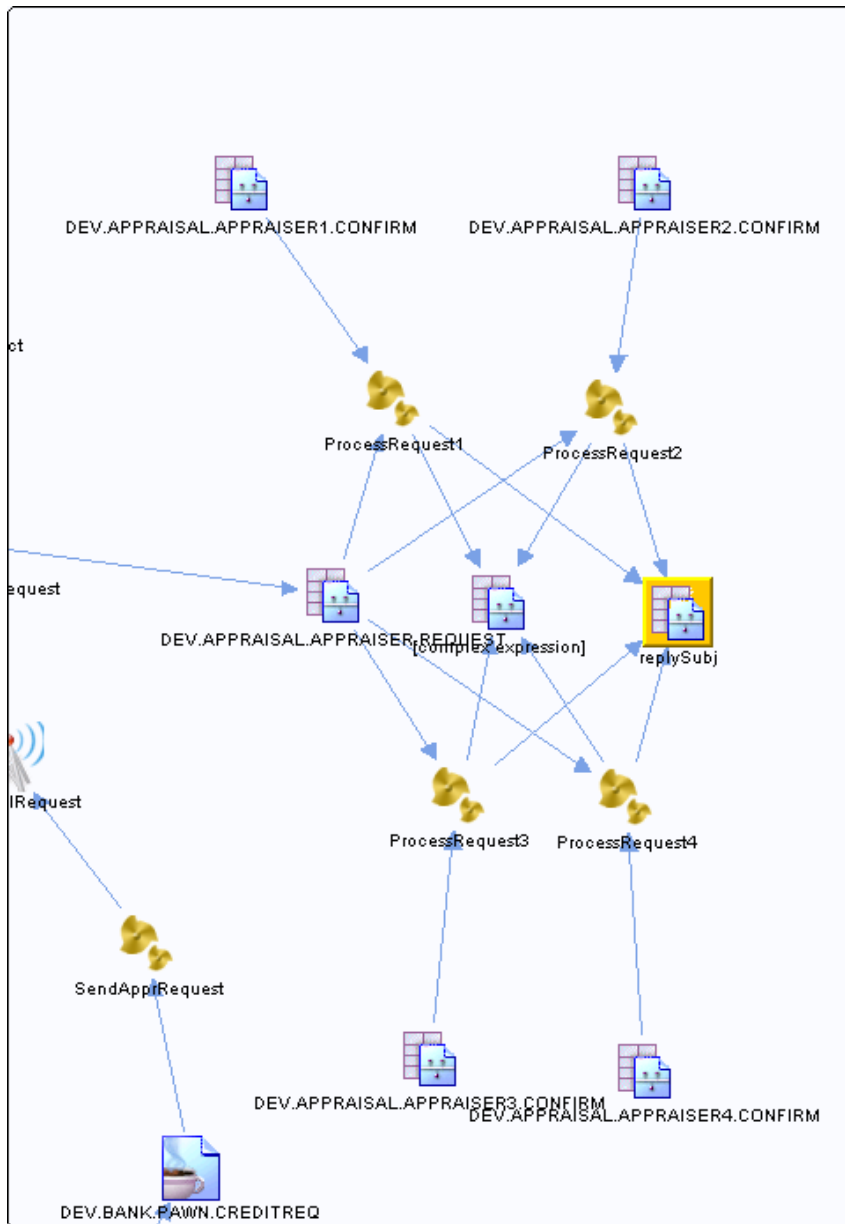 DEV.APPRAISAL.APPRAISER1.CONFIRM
DEV.APPRAISAL.APPRAISER2.CONFIRM
ct
ProcessRequest1
ProcessRequest2
equest
DEV.APPRAISAL.APPRAISER.REQUEST
[complex expression]
replySubj
lRequest
ProcessRequest3
ProcessRequest4
SendApprRequest
DEV.APPRAISAL.APPRAISER3.CONFIRM
DEV.APPRAISAL.APPRAISER4.CONFIRM
DEV.BANK.PAWN.CREDITREQ